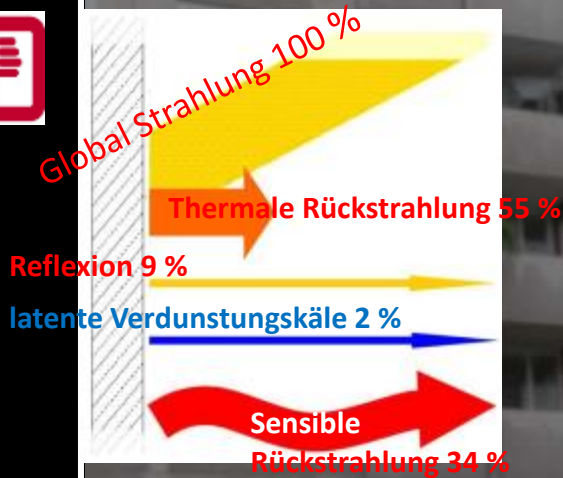 Global Strahlung 100 %
Thermale Rückstrahlung 55 %
Reflexion 9 %
latente Verdunstungskäle 2 %
Sensible
Rückstrahlung 34 %